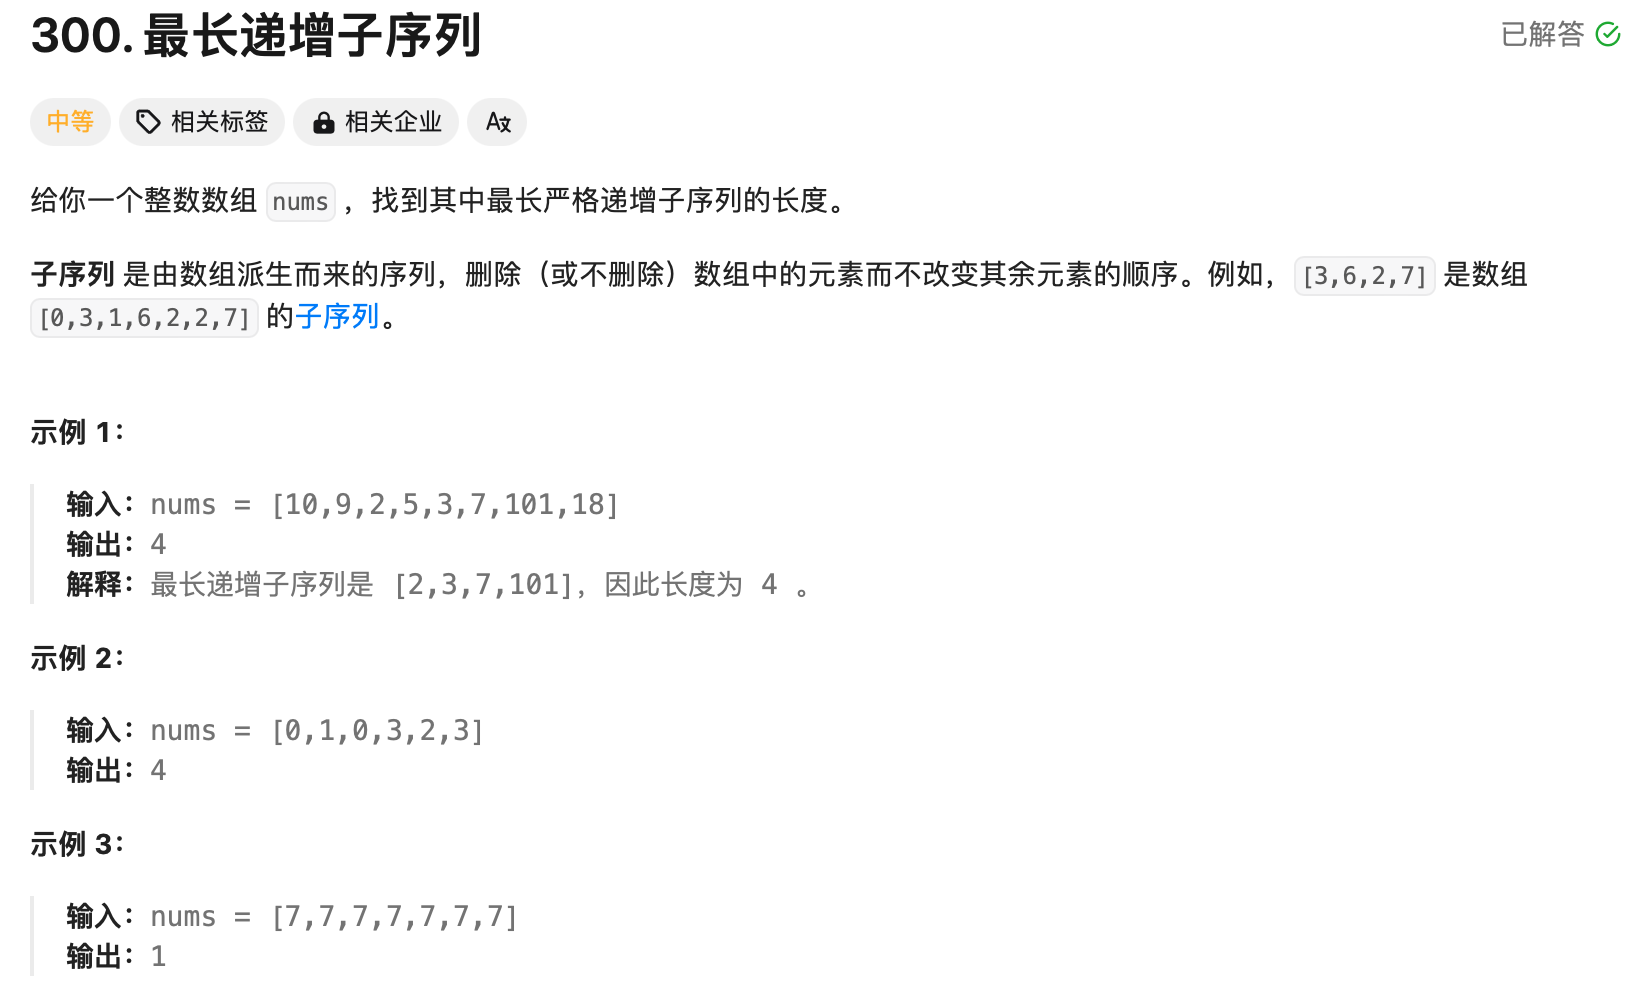 300. 最长递增子序列
已解答
中等 相关标签 相关企业 A文
给你一个整数数组 nums ，找到其中最长严格递增子序列的长度。
子序列 是由数组派生而来的序列，删除（或不删除）数组中的元素而不改变其余元素的顺序。例如，[3,6,2,7] 是数组
[0,3,1,6,2,2,7] 的子序列。
示例 1：
输入：nums = [10,9,2,5,3,7,101,18]
输出：4
解释：最长递增子序列是 [2,3,7,101]，因此长度为 4 。
示例 2：
输入：nums = [0,1,0,3,2,3]
输出：4
示例 3：
输入：nums = [7,7,7,7,7,7,7]
输出：1